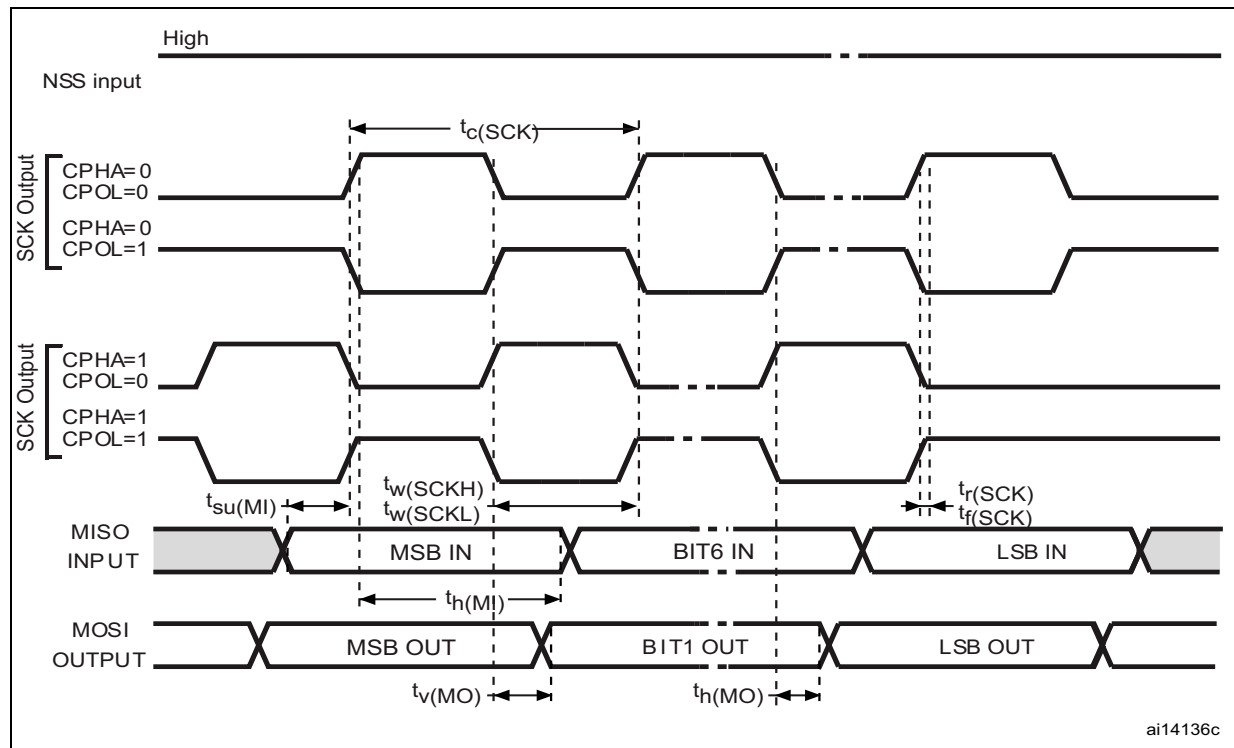 High
NSS input
tc(SCK)
SCK Output
CPHA=0
CPOL=0
CPHA=0
CPOL=1
SCK Output
CPHA=1
CPOL=0
CPHA=1
CPOL=1
tsu(MI)
tw(SCKH)
tw(SCKL)
tr(SCK)
tf(SCK)
MISO
INPUT
MSB IN
BIT6 IN
LSB IN
th(MI)
MOSI
OUTPUT
MSB OUT
BIT1 OUT
LSB OUT
tv(MO)
th(MO)
ai14136c